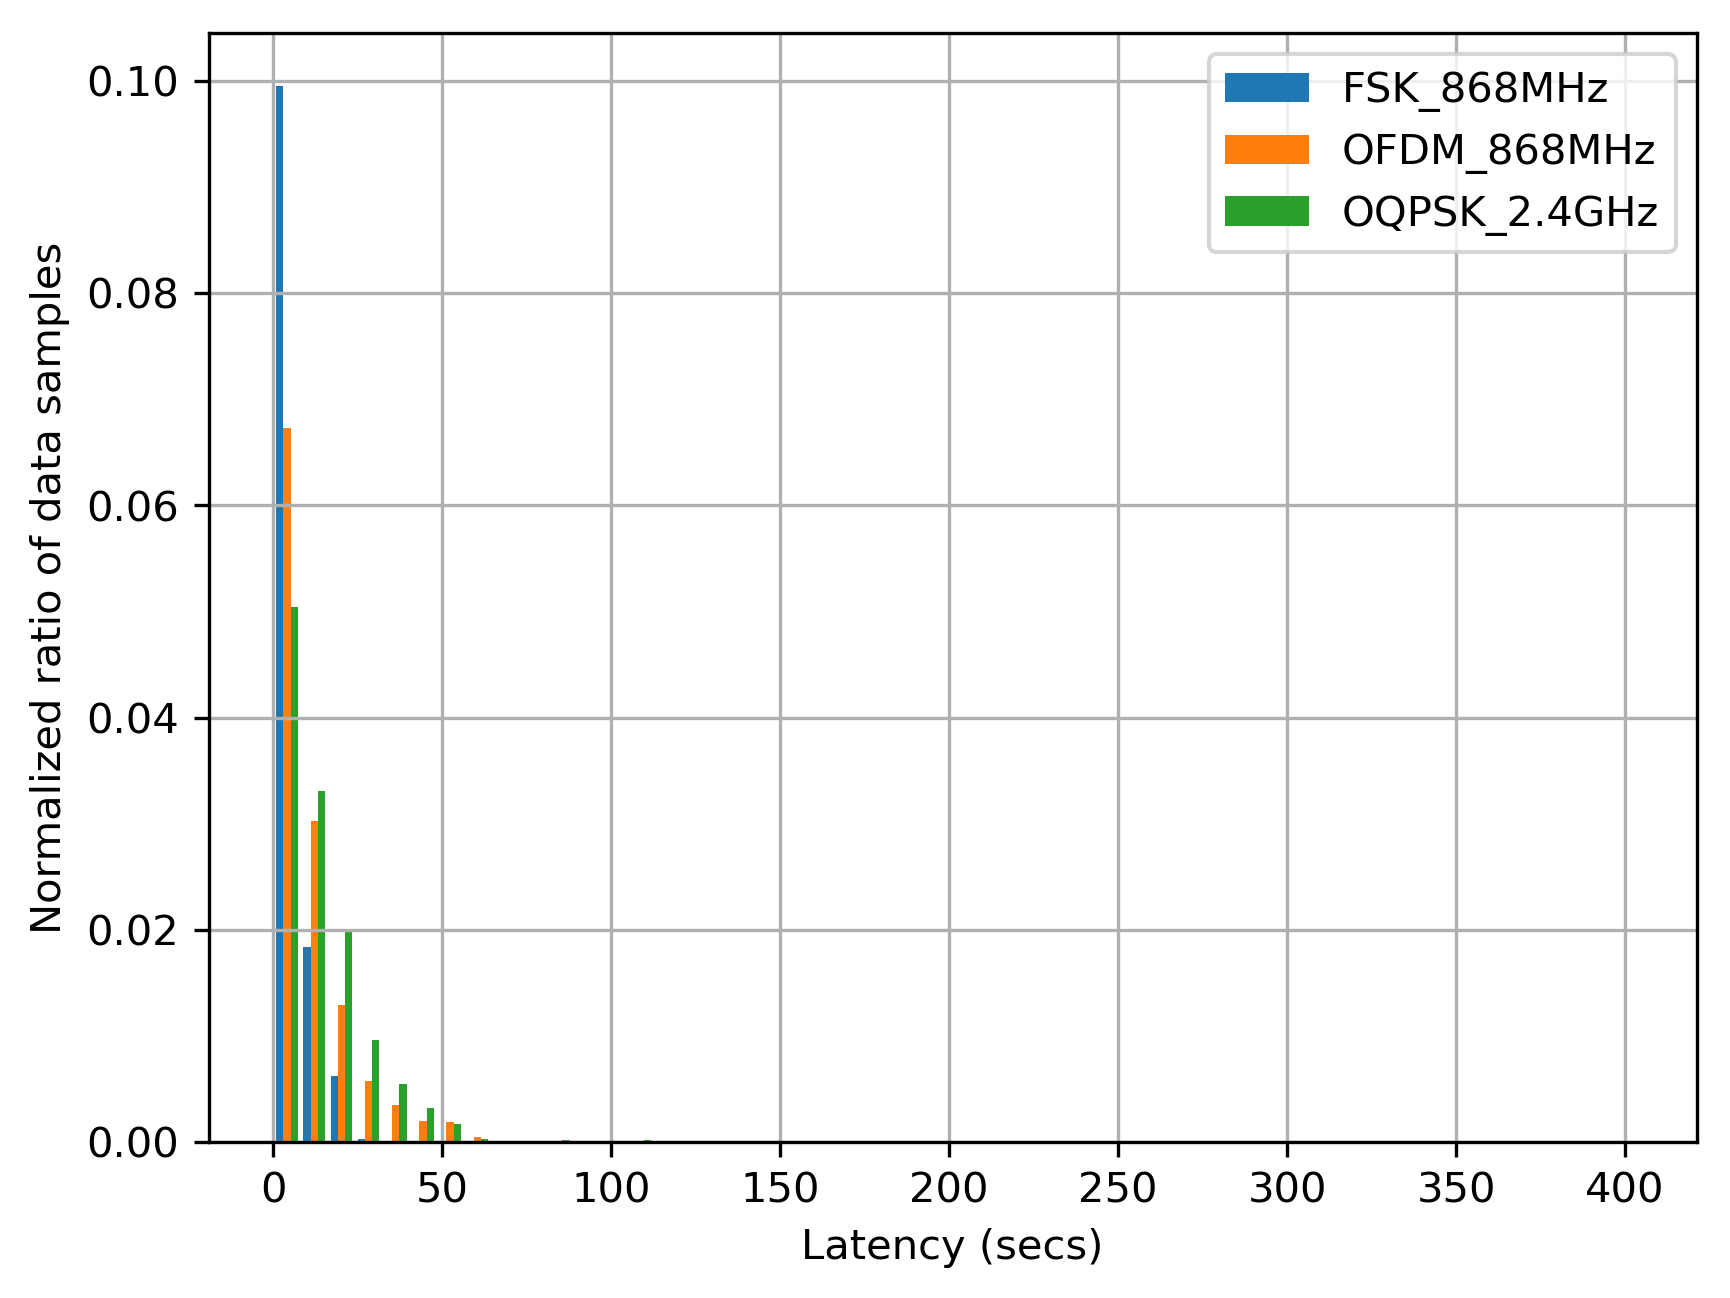 Normalized ratio of data samples
0.10
0.08
0.06
0.04
0.02
0.00
FSK_868MHz
OFDM_868MHz
OQPSK_2.4GHz
0 50 100 150 200 250 300 350 400
Latency (secs)